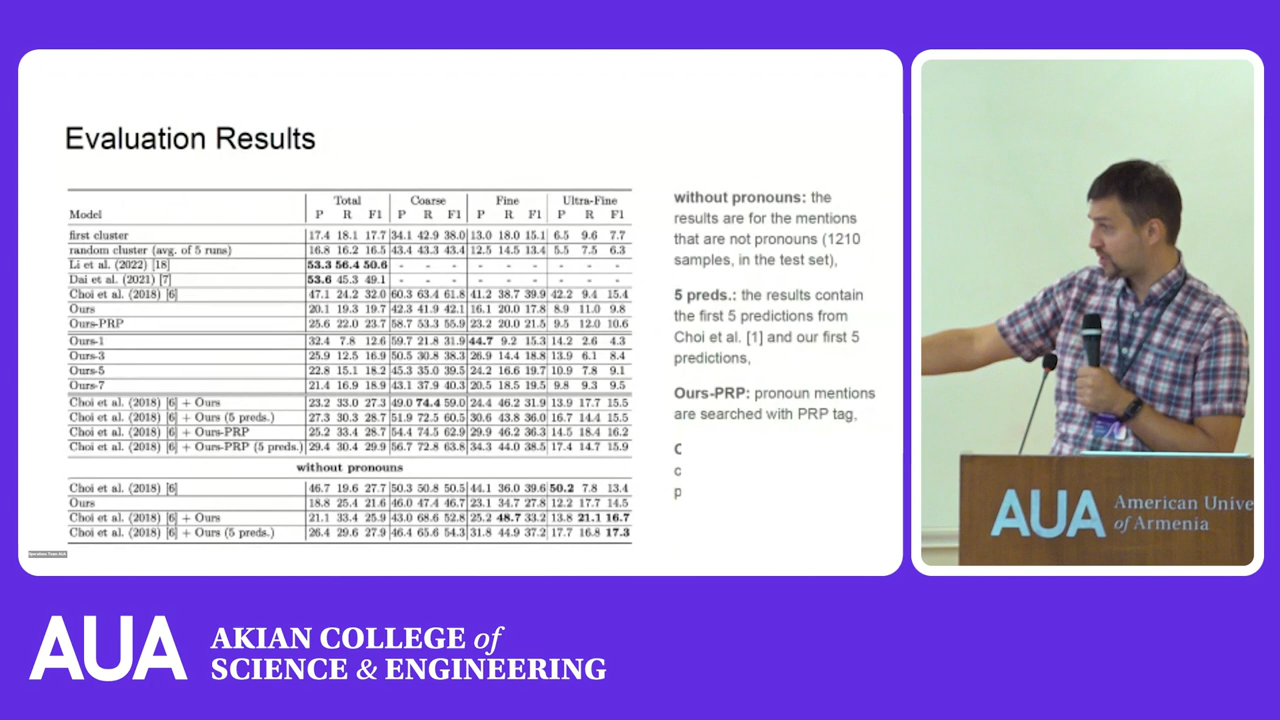 Evaluation Results
Total Coarse Fine Ultra-Fine
Model P R F1 P R F1 P R F1 P R F1
first cluster 17.4 18.1 17.7 34.1 42.9 38.0 13.0 18.0 15.1 6.5 9.6 7.7
random cluster (avg. of 5 runs) 16.8 16.2 16.5 43.4 43.3 43.4 12.5 14.5 13.4 5.5 7.5 6.3
Li et al. (2022) [18] 53.3 56.4 50.6 - - - - - - - - -
Dai et al. (2021) [7] 53.6 45.3 49.1 - - - - - - - - -
Choi et al. (2018) [6] 47.1 24.2 32.0 60.3 63.4 61.8 41.2 38.7 39.9 42.2 9.4 15.4
Ours 20.1 19.3 19.7 42.3 41.9 42.1 16.1 20.0 17.8 8.9 11.0 9.8
Ours-PRP 25.6 22.0 23.7 58.7 53.3 55.9 23.2 20.0 21.5 9.5 12.0 10.6
Ours-1 32.4 7.8 12.6 59.7 21.8 31.9 44.7 9.2 15.3 14.2 2.6 4.3
Ours-3 25.9 12.5 16.9 50.5 30.8 38.3 26.9 14.4 18.8 13.9 6.1 8.4
Ours-5 22.8 15.1 18.2 45.3 35.0 39.5 24.2 16.6 19.7 10.9 7.8 9.1
Ours-7 21.4 16.9 18.9 43.1 37.9 40.3 20.5 18.5 19.5 9.8 9.3 9.5
Choi et al. (2018) [6] + Ours 23.2 33.0 27.3 49.0 74.4 59.0 24.4 46.2 31.9 13.9 17.7 15.5
Choi et al. (2018) [6] + Ours (5 preds.) 27.3 30.3 28.7 51.9 72.5 60.5 30.6 43.8 36.0 16.7 14.4 15.5
Choi et al. (2018) [6] + Ours-PRP 25.2 33.4 28.7 54.4 74.5 62.9 29.9 46.2 36.3 14.5 18.4 16.2
Choi et al. (2018) [6] + Ours-PRP (5 preds.) 29.4 30.4 29.9 56.7 72.8 63.8 34.3 44.0 38.5 17.4 14.7 15.9
without pronouns
Choi et al. (2018) [6] 46.7 19.6 27.7 50.3 50.8 50.5 44.1 36.0 39.6 50.2 7.8 13.4
Ours 18.8 25.4 21.6 46.0 47.4 46.7 23.1 34.7 27.8 12.2 17.7 14.5
Choi et al. (2018) [6] + Ours 21.1 33.4 25.9 43.0 68.6 52.8 25.2 48.7 33.2 13.8 21.1 16.7
Choi et al. (2018) [6] + Ours (5 preds.) 26.4 29.6 27.9 46.4 65.6 54.3 31.8 44.9 37.2 17.7 16.8 17.3
without pronouns: the
results are for the mentions
that are not pronouns (1210
samples, in the test set),
5 preds.: the results contain
the first 5 predictions from
Choi et al. [1] and our first 5
predictions,
Ours-PRP: pronoun mentions
are searched with PRP tag,
C
c
p
AUA American Unive
of Armenia
AUA AKIAN COLLEGE of
SCIENCE & ENGINEERING